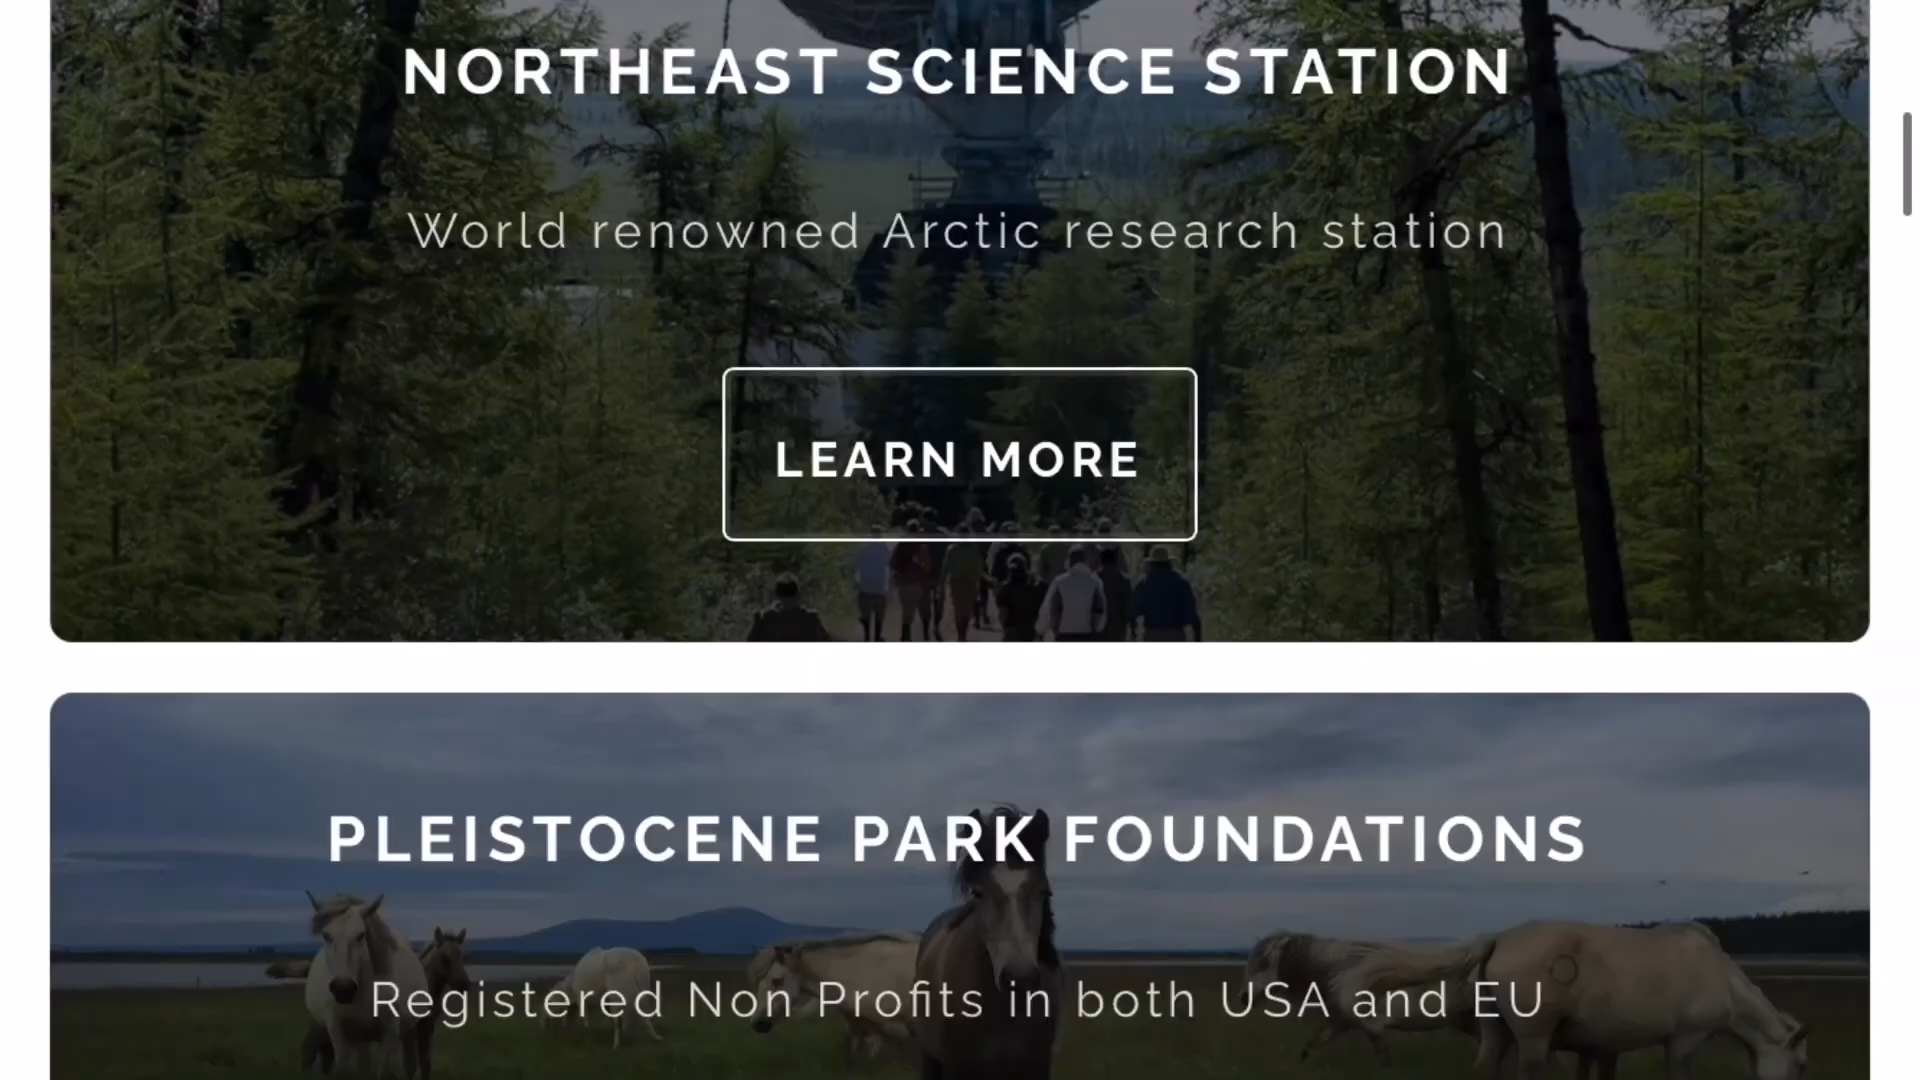 NORTHEAST SCIENCE STATION
World renowned Arctic research station
LEARN MORE
PLEISTOCENE PARK FOUNDATIONS
Registered Non Profits in both USA and EU